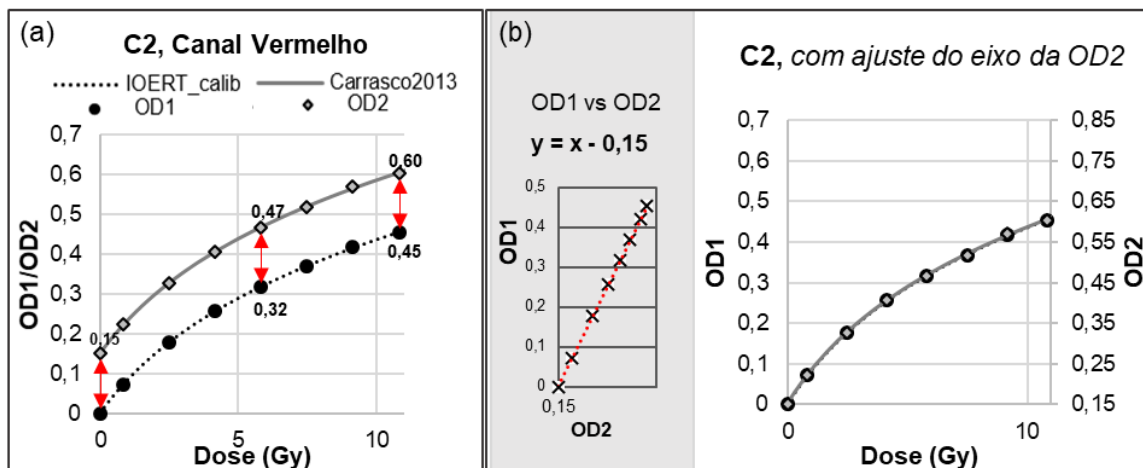 (a)
C2, Canal Vermelho
IOERT_calib
Carrasco2013
OD1
OD2
OD1/OD2
0,7
0,6
0,5
0,4
0,3
0,2
0,1
0
0,15
0,47
0,32
0,60
0,45
0
5
10
Dose (Gy)
(b)
OD1 vs OD2
y = x - 0,15
OD1
0,5
0,4
0,3
0,2
0,1
0
0,15
OD2
C2, com ajuste do eixo da OD2
OD1
0,7
0,6
0,5
0,4
0,3
0,2
0,1
0
0,85
0,75
0,65
0,55
0,45
0,35
0,25
0,15
OD2
0
10
Dose (Gy)